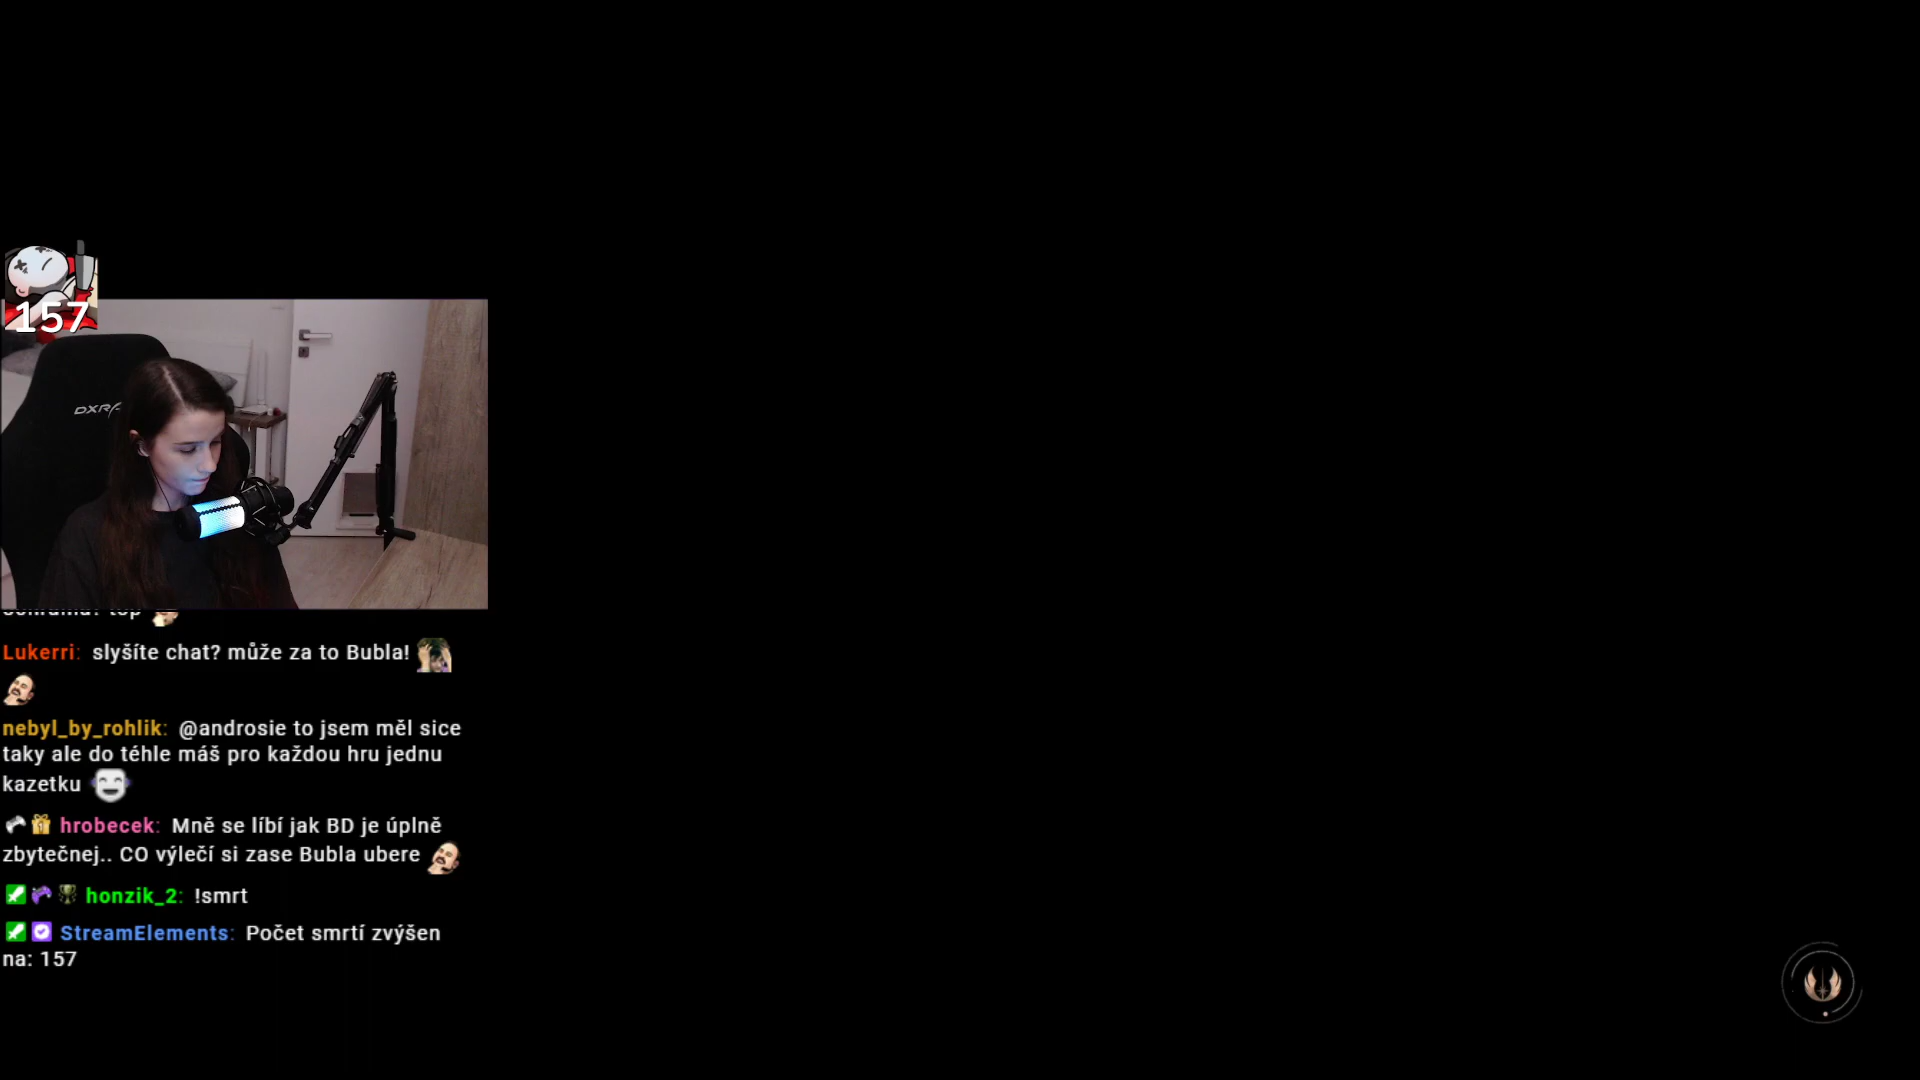 157
DXRA
Lukerri: slyšíte chat? může za to Bubla!
nebyl_by_rohlik: @androsie to jsem měl sice
taky ale do téhle máš pro každou hru jednu
kazetku
hrobecek: Mně se líbí jak BD je úplně
zbytečnej.. CO výlečí si zase Bubla ubere
honzik_2: !smrt
StreamElements: Počet smrtí zvýšen
na: 157